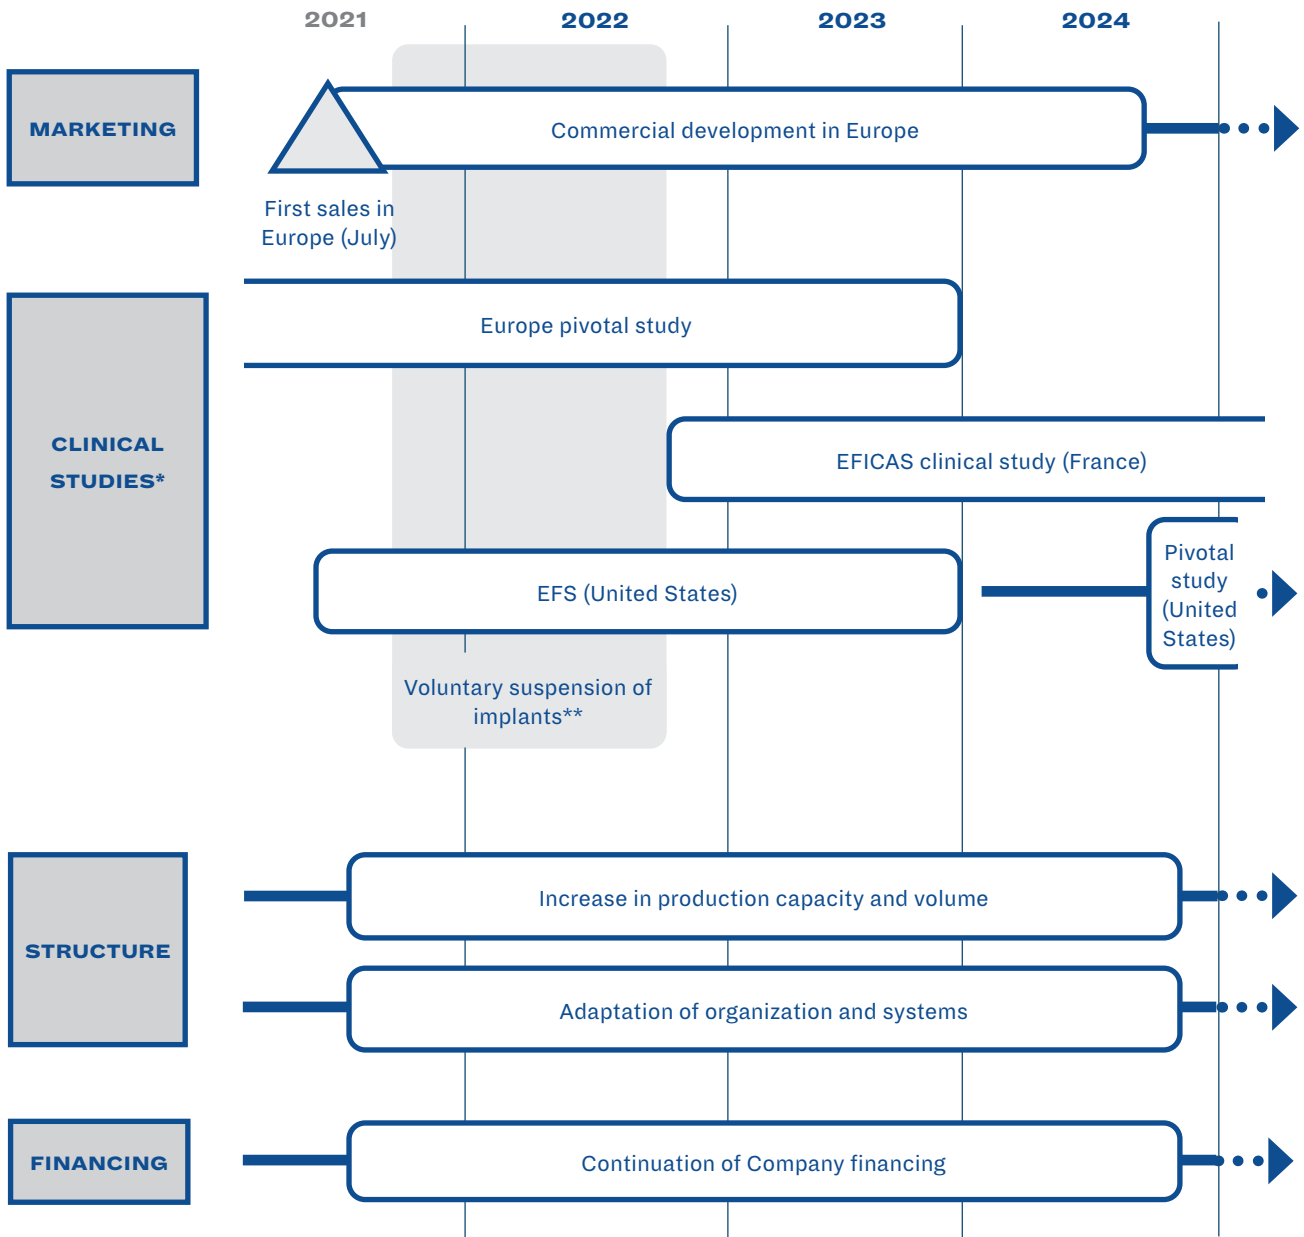 2021 2022 2023 2024
MARKETING
Commercial development in Europe
First sales in
Europe (July)
Europe pivotal study
CLINICAL
STUDIES*
EFICAS clinical study (France)
EFS (United States)
Pivotal
study
(United
States)
Voluntary suspension of
implants**
STRUCTURE
Increase in production capacity and volume
Adaptation of organization and systems
FINANCING
Continuation of Company financing